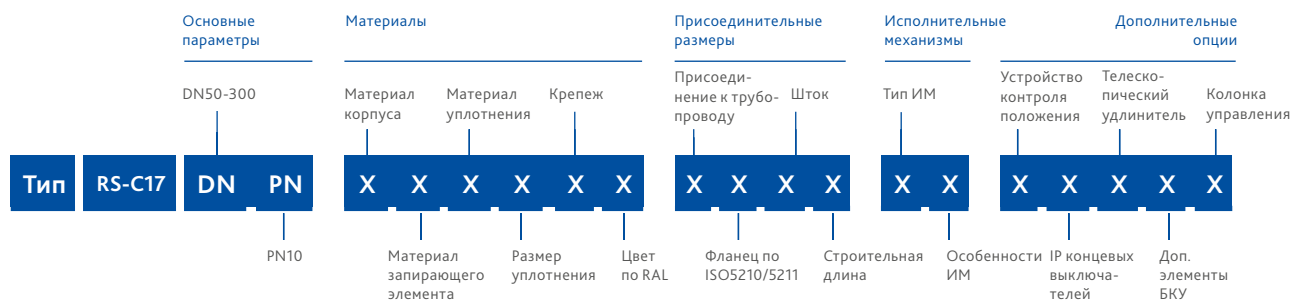 Основные
параметры
Материалы
Присоединительные
размеры
Исполнительные
механизмы
Дополнительные
опции
DN50-300
Материал
корпуса
Материал
уплотнения
Крепеж
Присоеди-
нение к трубо-
проводу
Шток
Тип ИМ
Устройство
контроля
положения
Телеско-
пический
удлинитель
Колонка
управления
Тип RS-C17 DN PN X X X X X X X X X X X X X X X X X
PN10
Материал
запирающего
элемента
Размер
уплотнения
Цвет
по RAL
Фланец по
ISO5210/5211
Строительная
длина
Особенности
ИМ
IP концевых
выключа-
телей
Доп.
элементы
БКУ